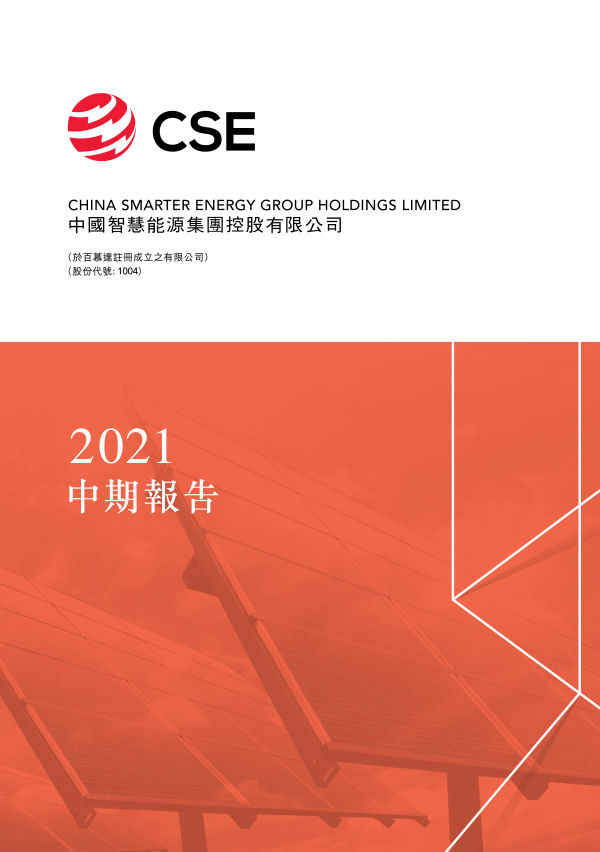 CSE
CHINA SMARTER ENERGY GROUP HOLDINGS LIMITED
中國智慧能源集團控股有限公司
(於百慕達註冊成立之有限公司)
(股份代號: 1004)
2021
中期報告